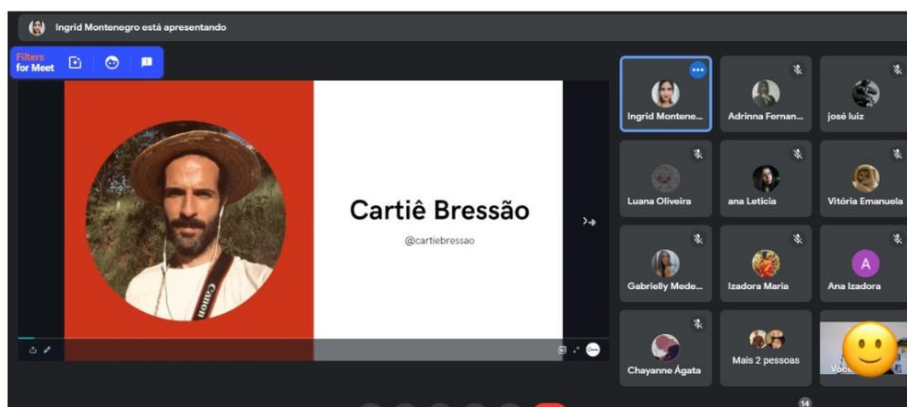 Ingrid Montenegro está apresentando
Filters
for Meet
Cartiê Bressão
@cartiebressao
Canon
Ingrid Montene...
Adrinna Fernan...
josé luiz
Luana Oliveira
ana Leticia
Vitória Emanuela
Gabrielly Mede...
Izadora Maria
A
Ana Izadora
Chayanne Ágata
Mais 2 pessoas
Você
14